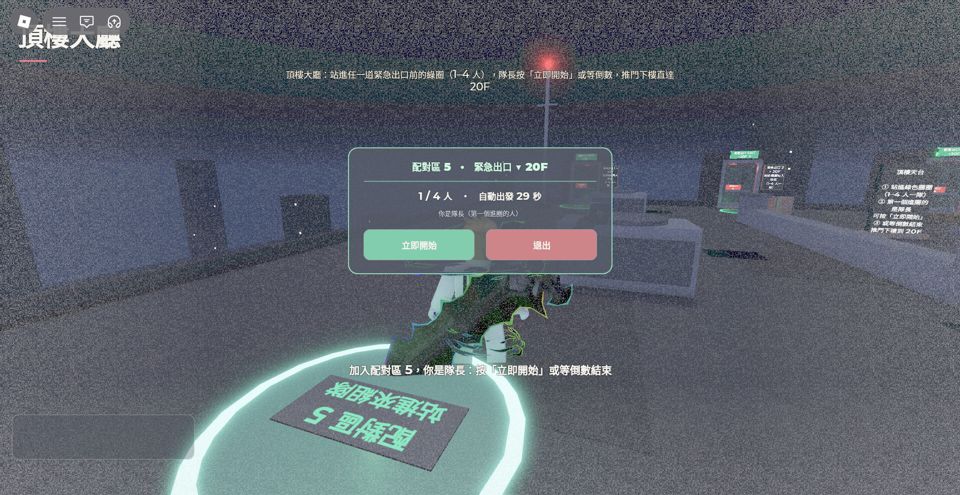 頂樓大廳
頂樓大廳：站進任一道緊急出口前的綠圈（1–4 人），隊長按「立即開始」或等倒數，推門下樓直達
20F
配對區 5 • 緊急出口 ▼ 20F
1 / 4 人 • 自動出發 29 秒
你是隊長（第一個進圈的人）
立即開始
退出
加入配對區 5，你是隊長：按「立即開始」或等倒數結束
配對區 5
站進來組隊
頂樓天台
① 站進綠色圈圈
（1–4 人一隊）
② 第一個進圈的
是隊長
可按「立即開始」
③ 或等倒數結束
推門下樓到 20F